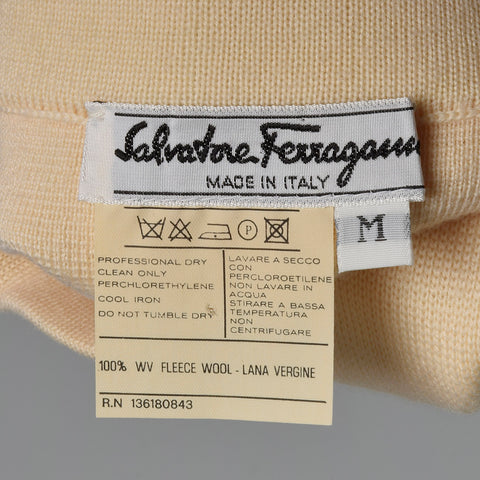 Salvatore Ferragamo
MADE IN ITALY
M
P
PROFESSIONAL DRY
CLEAN ONLY
PERCHLORETHYLENE
COOL IRON
DO NOT TUMBLE DRY
LAVARE A SECCO
CON
PERCLOROETILENE
NON LAVARE IN
ACQUA
STIRARE A BASSA
TEMPERATURA
NON
CENTRIFUGARE
100% WV FLEECE WOOL - LANA VERGINE
R.N 136180843